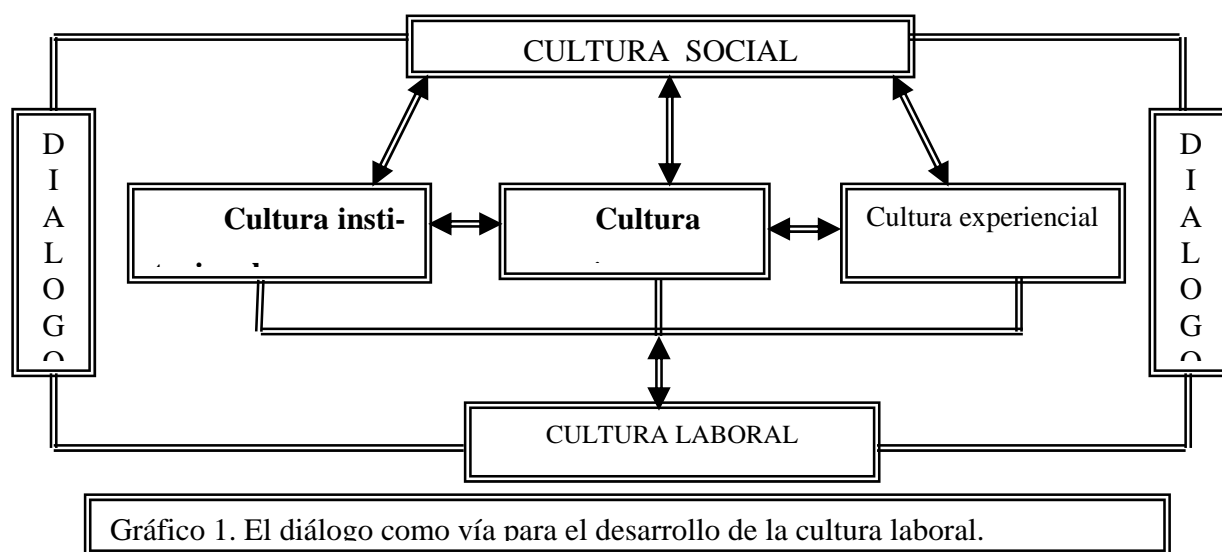 CULTURA SOCIAL
D
I
A
L
O
G
O
Cultura insti-
Cultura
Cultura experiencial
D
I
A
L
O
G
O
CULTURA LABORAL
Gráfico 1. El diálogo como vía para el desarrollo de la cultura laboral.